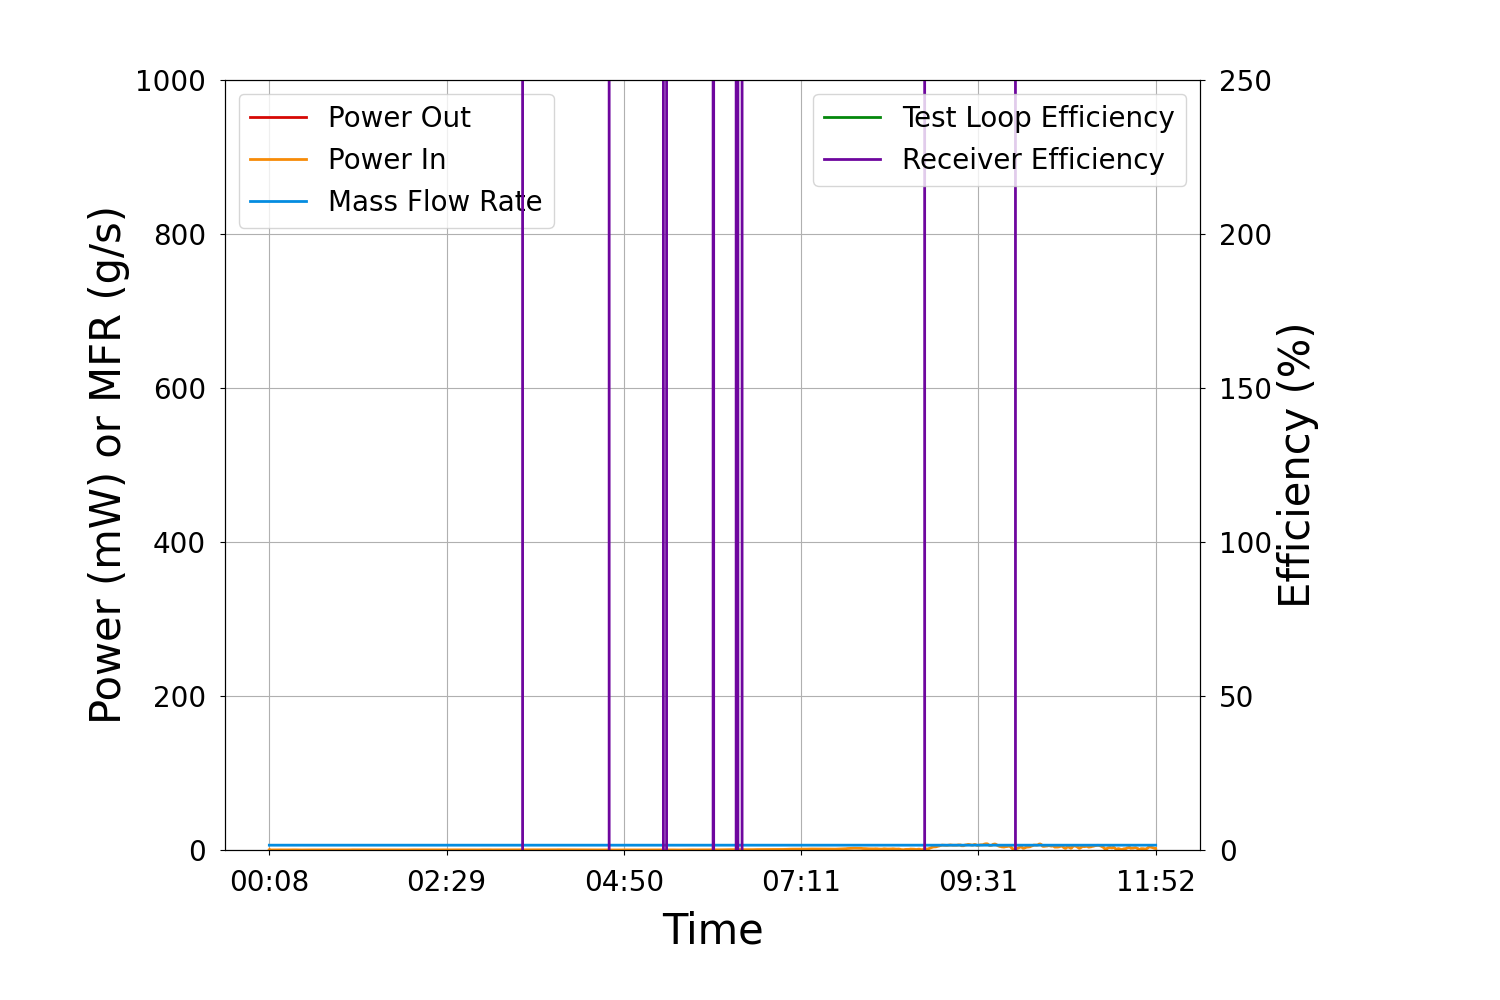 Power Out
Power In
Mass Flow Rate
Test Loop Efficiency
Receiver Efficiency
1000
800
600
400
200
0
Power (mW) or MFR (g/s)
250
200
150
100
50
0
Efficiency (%)
00:08 02:29 04:50 07:11 09:31 11:52
Time